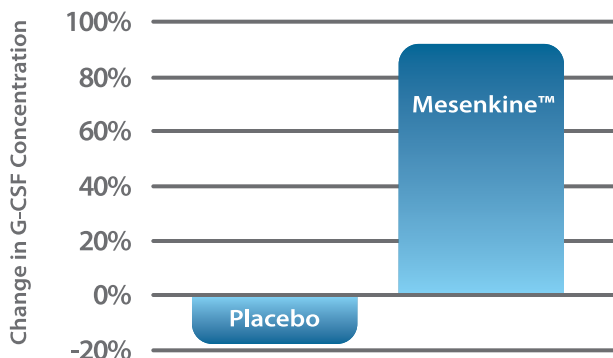 Change in G-CSF Concentration
100%
80%
60%
40%
20%
0%
-20%
Mesenkine™
Placebo